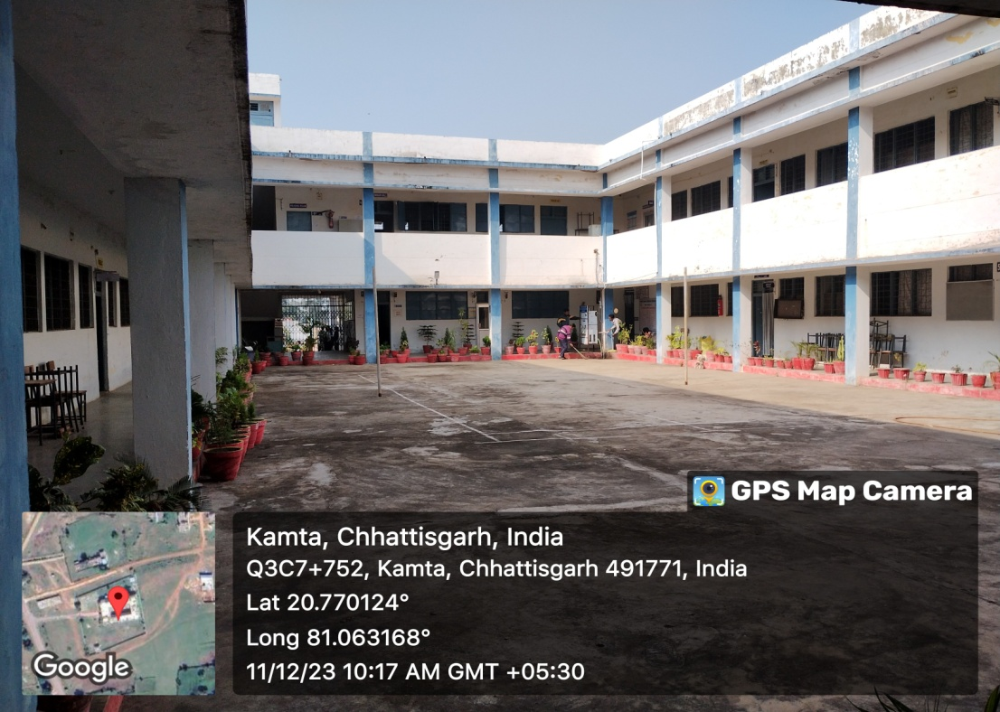 GPS Map Camera
Kamta, Chhattisgarh, India
Q3C7+752, Kamta, Chhattisgarh 491771, India
Lat 20.770124°
Long 81.063168°
11/12/23 10:17 AM GMT +05:30
Google